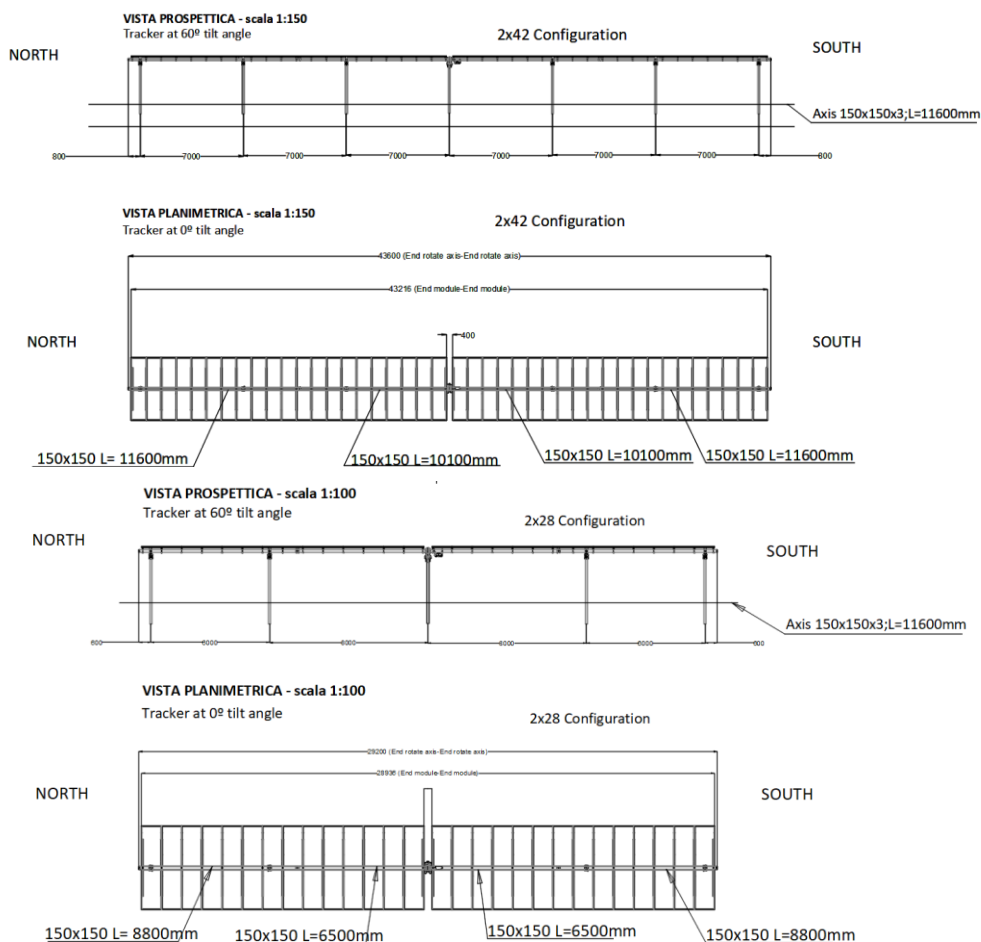 VISTA PROSPETTICA - scala 1:150
Tracker at 60º tilt angle
2x42 Configuration
NORTH
SOUTH
Axis 150x150x3;L=11600mm
800 7000 7000 7000 7000 7000 7000 800
VISTA PLANIMETRICA - scala 1:150
Tracker at 0º tilt angle
2x42 Configuration
43600 (End rotate axis-End rotate axis)
43216 (End module-End module)
400
NORTH
SOUTH
150x150 L= 11600mm
150x150 L=10100mm
150x150 L=10100mm
150x150 L=11600mm
VISTA PROSPETTICA - scala 1:100
Tracker at 60º tilt angle
2x28 Configuration
NORTH
SOUTH
Axis 150x150x3;L=11600mm
600 6000 8000 8000 6000 600
VISTA PLANIMETRICA - scala 1:100
Tracker at 0º tilt angle
2x28 Configuration
29200 (End rotate axis-End rotate axis)
28936 (End module-End module)
NORTH
SOUTH
150x150 L= 8800mm
150x150 L=6500mm
150x150 L=6500mm
150x150 L=8800mm